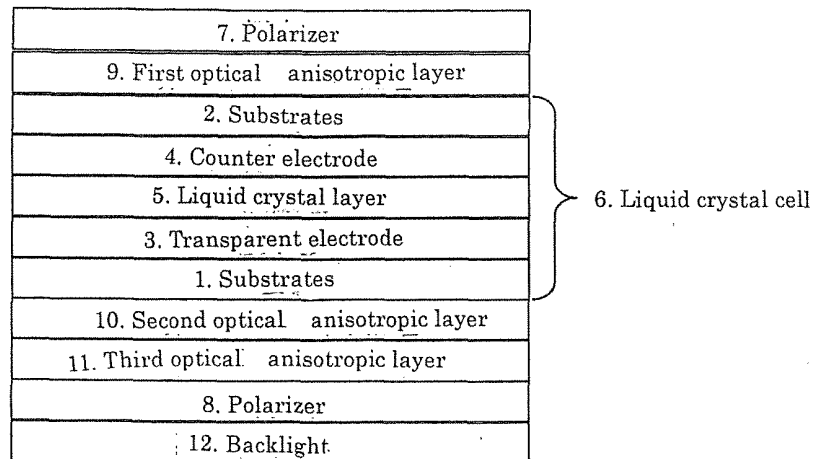 7. Polarizer
9. First optical anisotropic layer
2. Substrates
4. Counter electrode
5. Liquid crystal layer
6. Liquid crystal cell
3. Transparent electrode
1. Substrates
10. Second optical anisotropic layer
11. Third optical anisotropic layer
8. Polarizer
12. Backlight